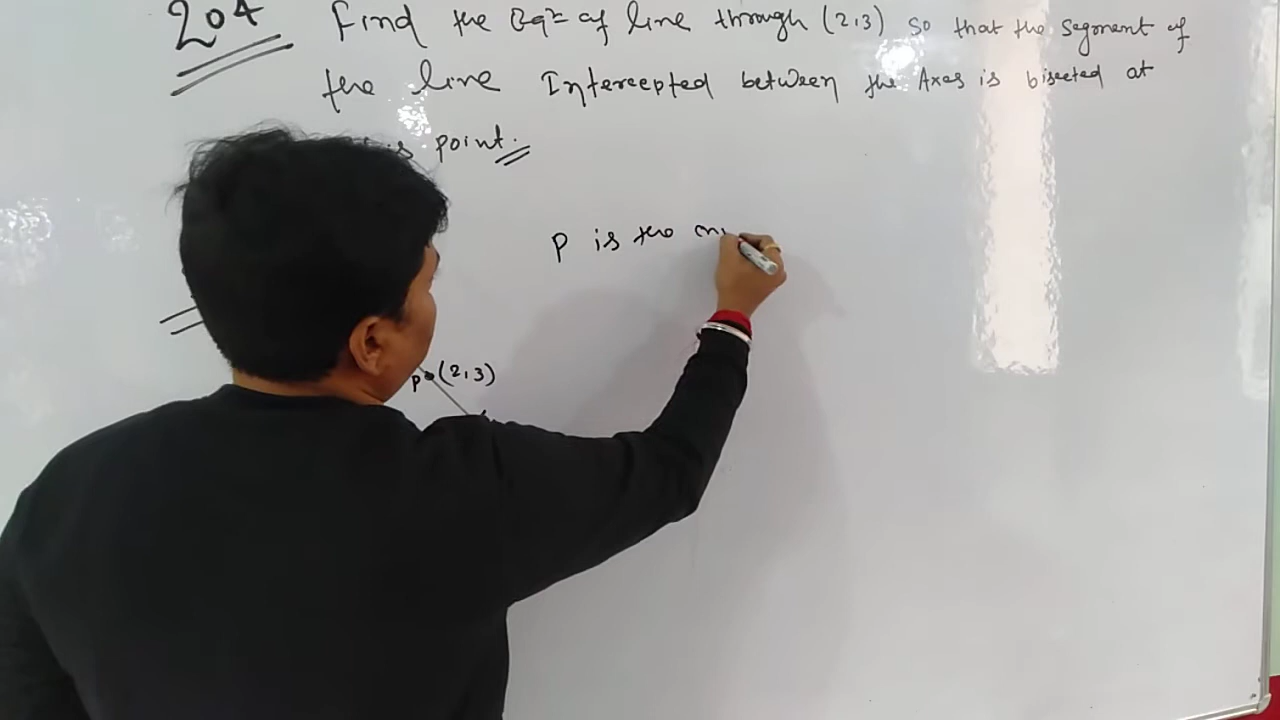 204 Find the Eqn of line through (2,3) so that the segment of
the line Intercepted between the Axes is bisected at
point.
P is the
P (2,3)